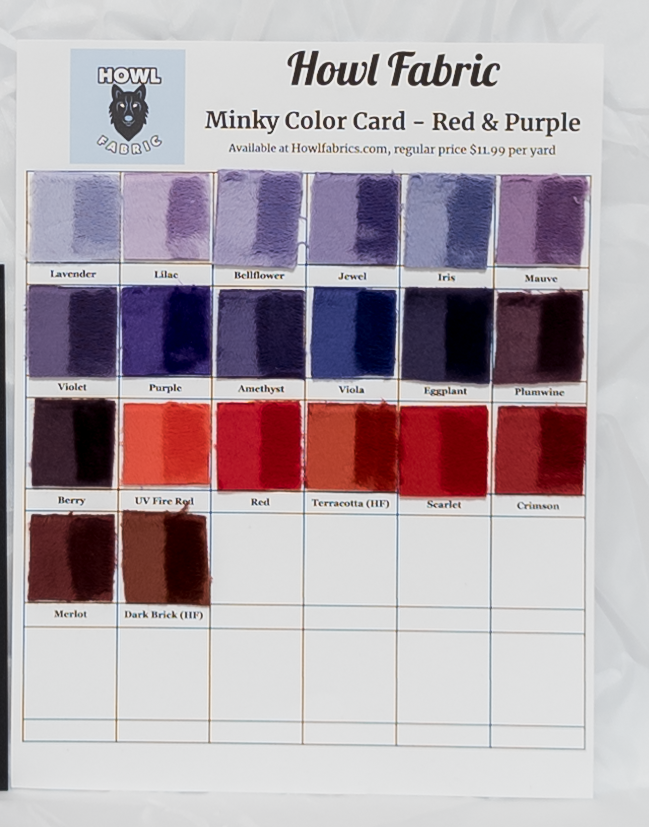 HOWL
FABRIC
Howl Fabric
Minky Color Card - Red & Purple
Available at Howlfabrics.com, regular price $11.99 per yard
Lavender Lilac Bellflower Jewel Iris Mauve
Violet Purple Amethyst Viola Eggplant Plumwine
Berry UV Fire Red Red Terracotta (HF) Scarlet Crimson
Merlot Dark Brick (HF)